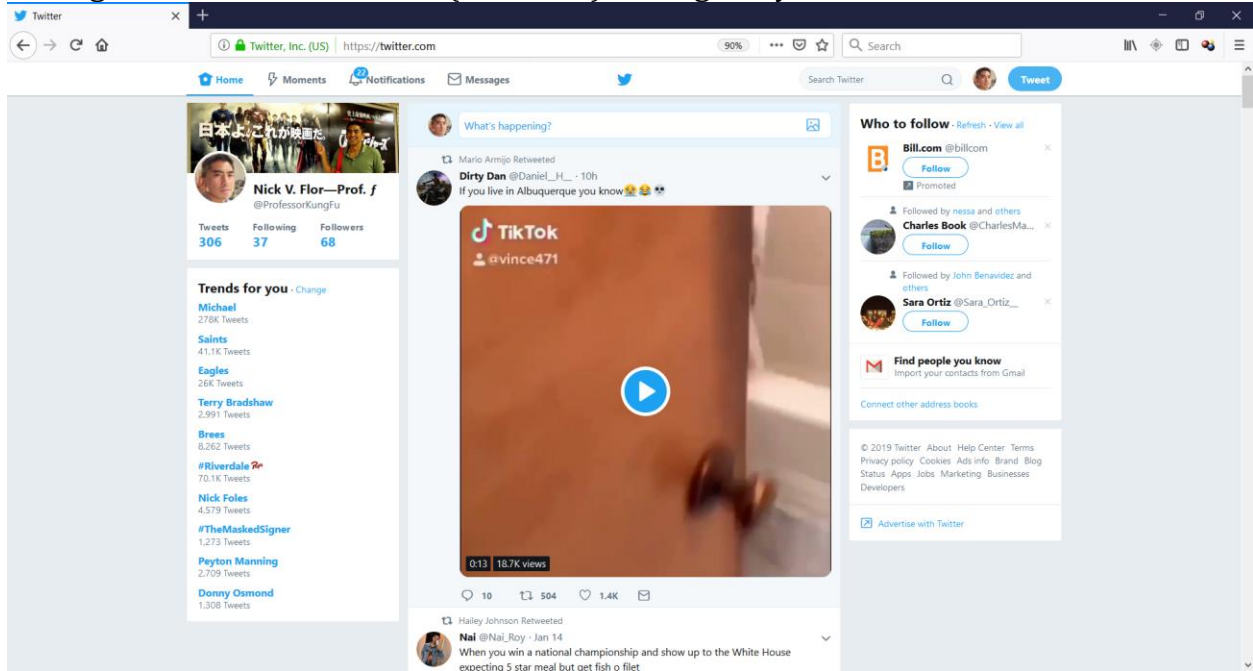 Twitter
Twitter, Inc. (US) https://twitter.com 90% Search
Home Moments 22 Notifications Messages Search Twitter Tweet
日本よ、これが映画だ。
Nick V. Flor—Prof. ƒ
@ProfessorKungFu
Tweets Following Followers
306 37 68
Trends for you · Change
Michael
278K Tweets
Saints
41.1K Tweets
Eagles
26K Tweets
Terry Bradshaw
2,991 Tweets
Brees
8,262 Tweets
#Riverdale
70.1K Tweets
Nick Foles
4,579 Tweets
#TheMaskedSigner
1,273 Tweets
Peyton Manning
2,709 Tweets
Donny Osmond
1,308 Tweets
What's happening?
Mario Armijo Retweeted
Dirty Dan @Daniel__H__ · 10h
If you live in Albuquerque you know
TikTok
@vince471
0:13 18.7K views
10 504 1.4K
Hailey Johnson Retweeted
Nai @Nai_Roy · Jan 14
When you win a national championship and show up to the White House
expecting 5 star meal but get fish o filet
Who to follow · Refresh · View all
Bill.com @billcom
Follow
Promoted
Followed by nessa and others
Charles Book @CharlesMa...
Follow
Followed by John Benavidez and
others
Sara Ortiz @Sara_Ortiz__
Follow
Find people you know
Import your contacts from Gmail
Connect other address books
© 2019 Twitter About Help Center Terms
Privacy policy Cookies Ads info Brand Blog
Status Apps Jobs Marketing Businesses
Developers
Advertise with Twitter